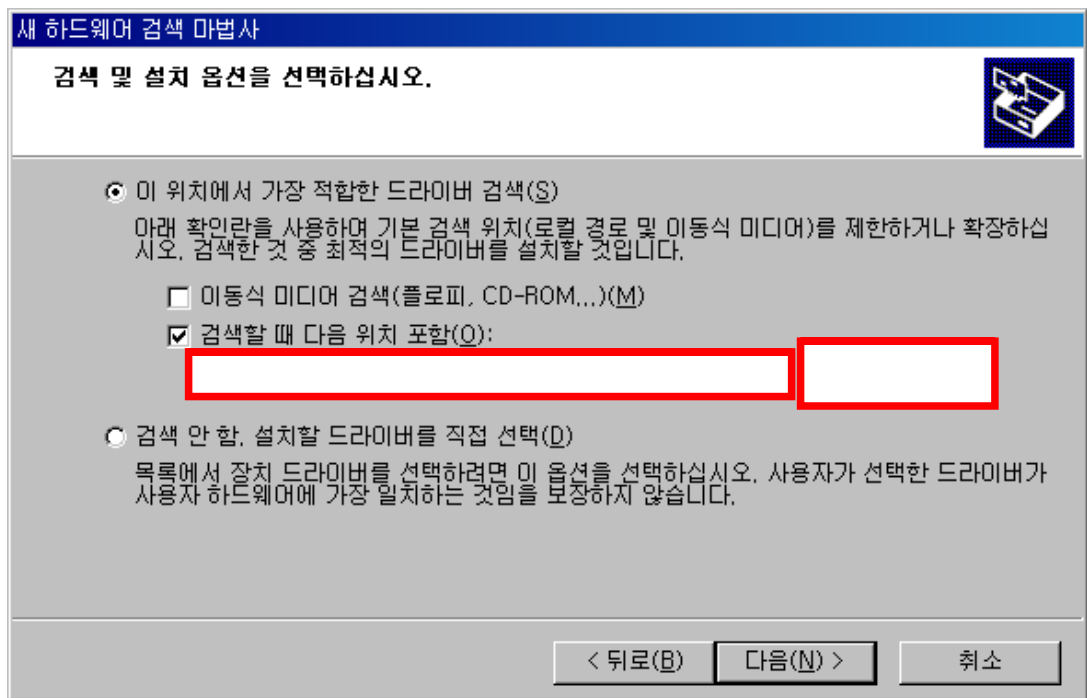 새 하드웨어 검색 마법사
검색 및 설치 옵션을 선택하십시오.
이 위치에서 가장 적합한 드라이버 검색(S)
아래 확인란을 사용하여 기본 검색 위치(로컬 경로 및 이동식 미디어)를 제한하거나 확장하십
시오. 검색한 것 중 최적의 드라이버를 설치할 것입니다.
이동식 미디어 검색(플로피, CD-ROM...)(M)
검색할 때 다음 위치 포함(O):
검색 안 함. 설치할 드라이버를 직접 선택(D)
목록에서 장치 드라이버를 선택하려면 이 옵션을 선택하십시오. 사용자가 선택한 드라이버가
사용자 하드웨어에 가장 일치하는 것임을 보장하지 않습니다.
< 뒤로(B)
다음(N) >
취소